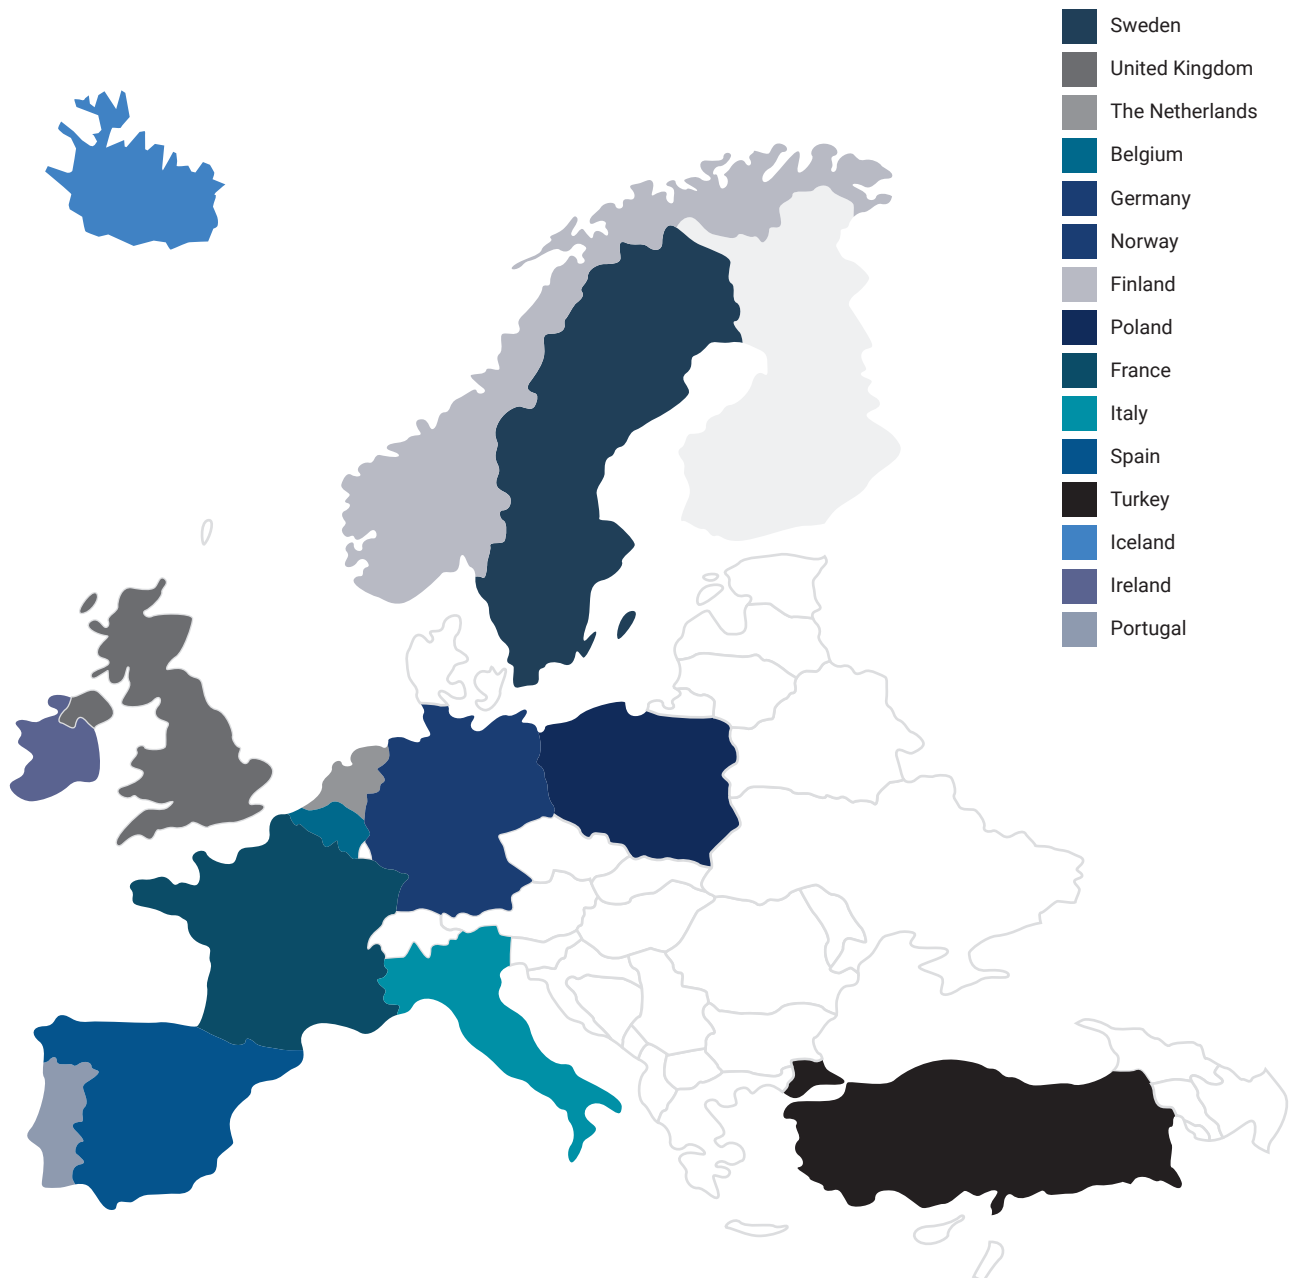 Sweden
United Kingdom
The Netherlands
Belgium
Germany
Norway
Finland
Poland
France
Italy
Spain
Turkey
Iceland
Ireland
Portugal